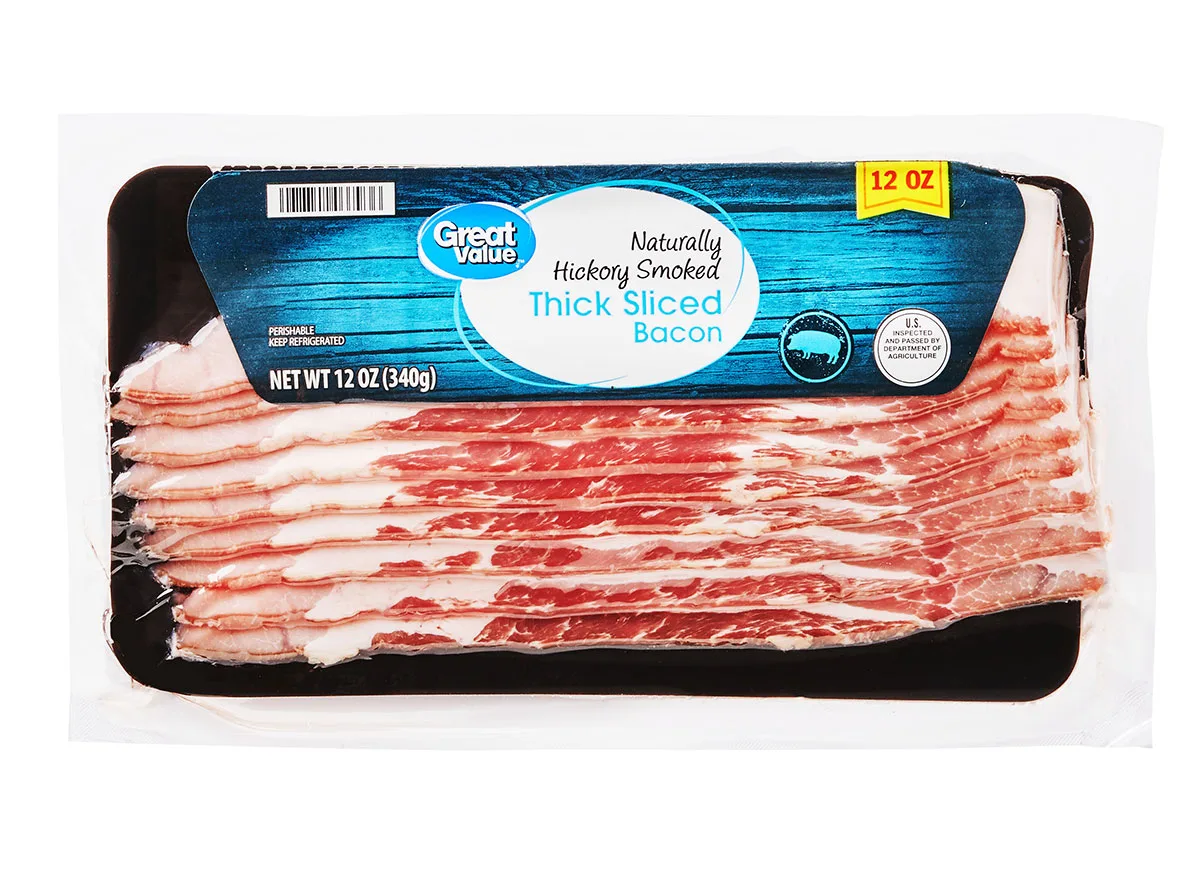 12 OZ
Great
Value™
Naturally
Hickory Smoked
Thick Sliced
Bacon
PERISHABLE
KEEP REFRIGERATED
NET WT 12 OZ (340g)
U.S.
INSPECTED
AND PASSED BY
DEPARTMENT OF
AGRICULTURE